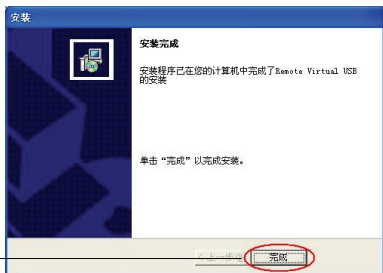 安装
安装完成
安装程序已在您的计算机中完成了Remote Virtual USB
的安装
单击“完成”以完成安装。
< 上一步(B) 完成